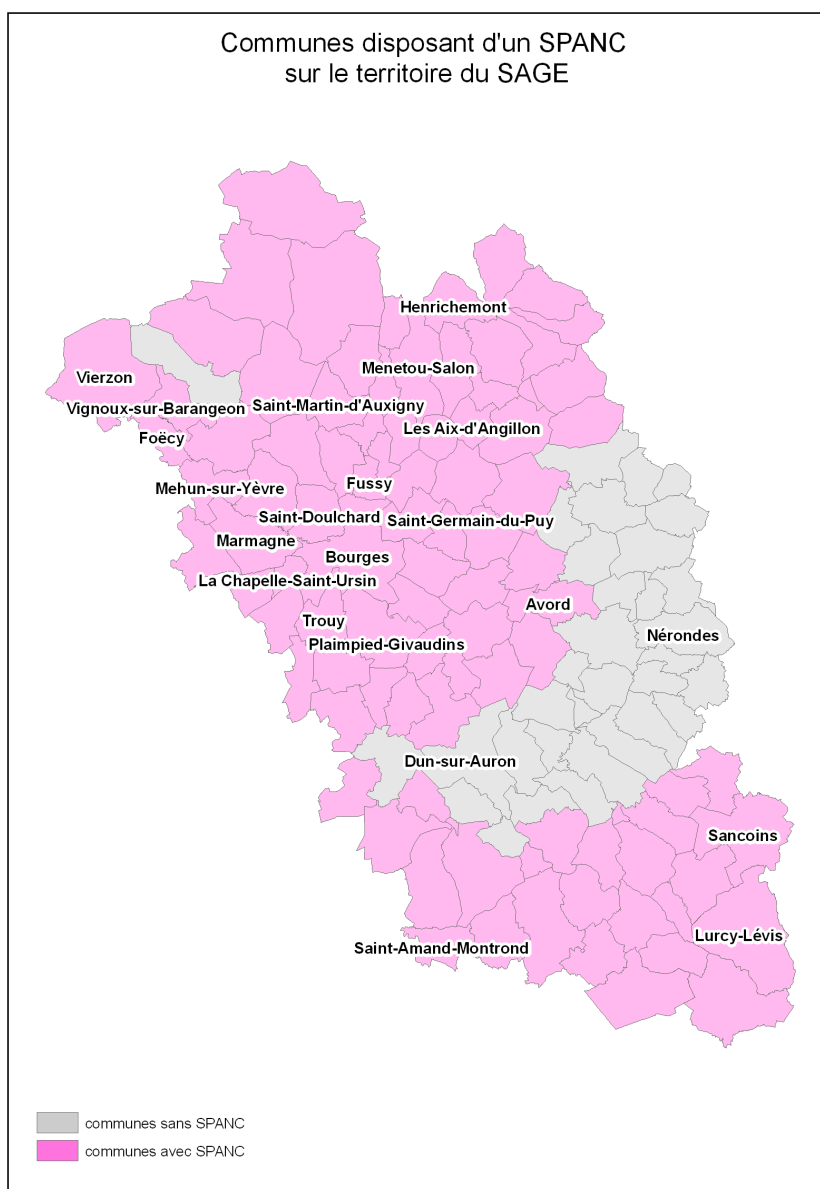 Communes disposant d'un SPANC
sur le territoire du SAGE
Henrichemont
Menetou-Salon
Vierzon
Vignoux-sur-Barangeon
Saint-Martin-d'Auxigny
Les Aix-d'Angillon
Foëcy
Fussy
Mehun-sur-Yèvre
Saint-Doulchard
Saint-Germain-du-Puy
Marmagne
Bourges
La Chapelle-Saint-Ursin
Avord
Trouy
Nérondes
Plaimpied-Givaudins
Dun-sur-Auron
Sancoins
Lurcy-Lévis
Saint-Amand-Montrond
communes sans SPANC
communes avec SPANC